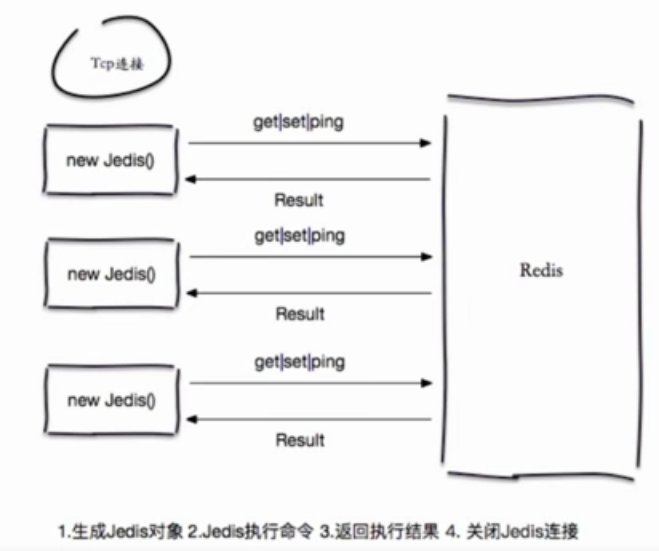 Tcp连接
get|set|ping
new Jedis()
Result
get|set|ping
new Jedis()
Redis
Result
get|set|ping
new Jedis()
Result
1.生成Jedis对象 2.Jedis执行命令 3.返回执行结果 4. 关闭Jedis连接